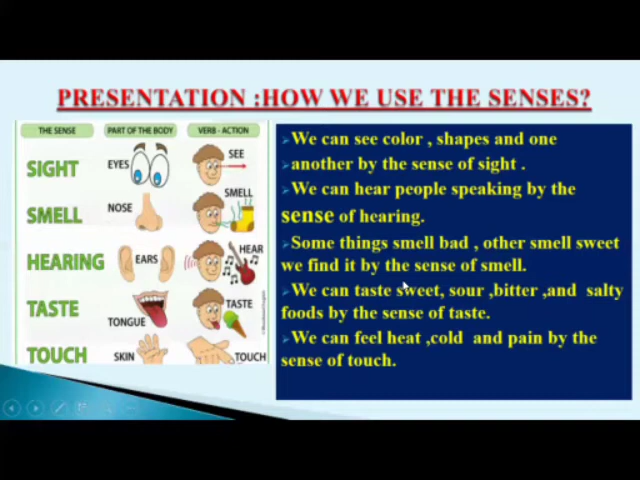 PRESENTATION :HOW WE USE THE SENSES?
THE SENSE PART OF THE BODY VERB - ACTION
SIGHT EYES SEE
SMELL NOSE SMELL
HEARING EARS HEAR
TASTE TONGUE TASTE
TOUCH SKIN TOUCH
We can see color , shapes and one
another by the sense of sight .
We can hear people speaking by the
sense of hearing.
Some things smell bad , other smell sweet
we find it by the sense of smell.
We can taste sweet, sour ,bitter ,and salty
foods by the sense of taste.
We can feel heat ,cold and pain by the
sense of touch.